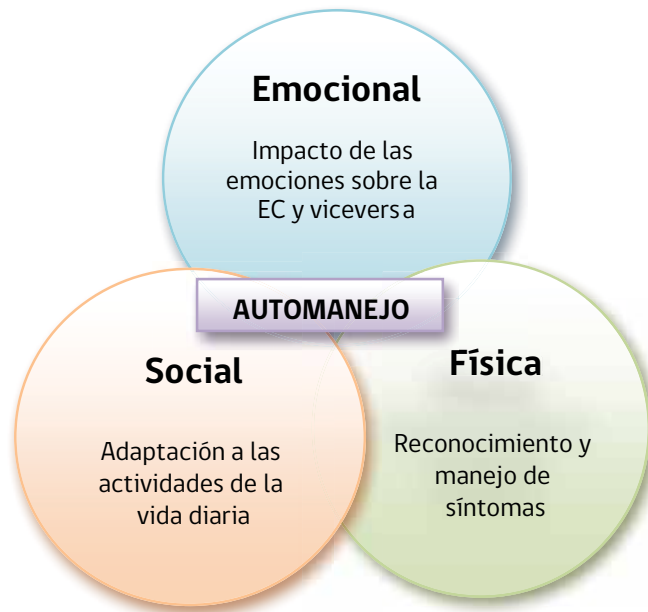 Emocional
Impacto de las
emociones sobre la
EC y viceversa
AUTOMANEJO
Social
Adaptación a las
actividades de la
vida diaria
Física
Reconocimiento y
manejo de
síntomas